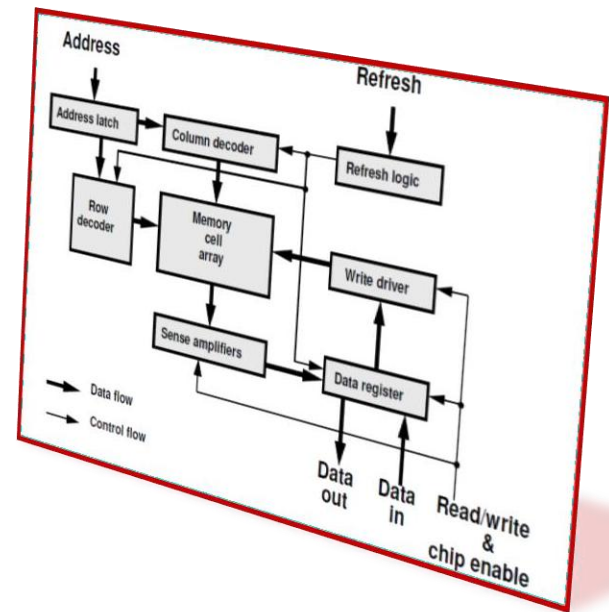 Address
Refresh
Address latch
Column decoder
Refresh logic
Row
decoder
Memory
cell
array
Write driver
Sense amplifiers
Data register
Data flow
Control flow
Data
out
Data
in
Read/write
&
chip enable